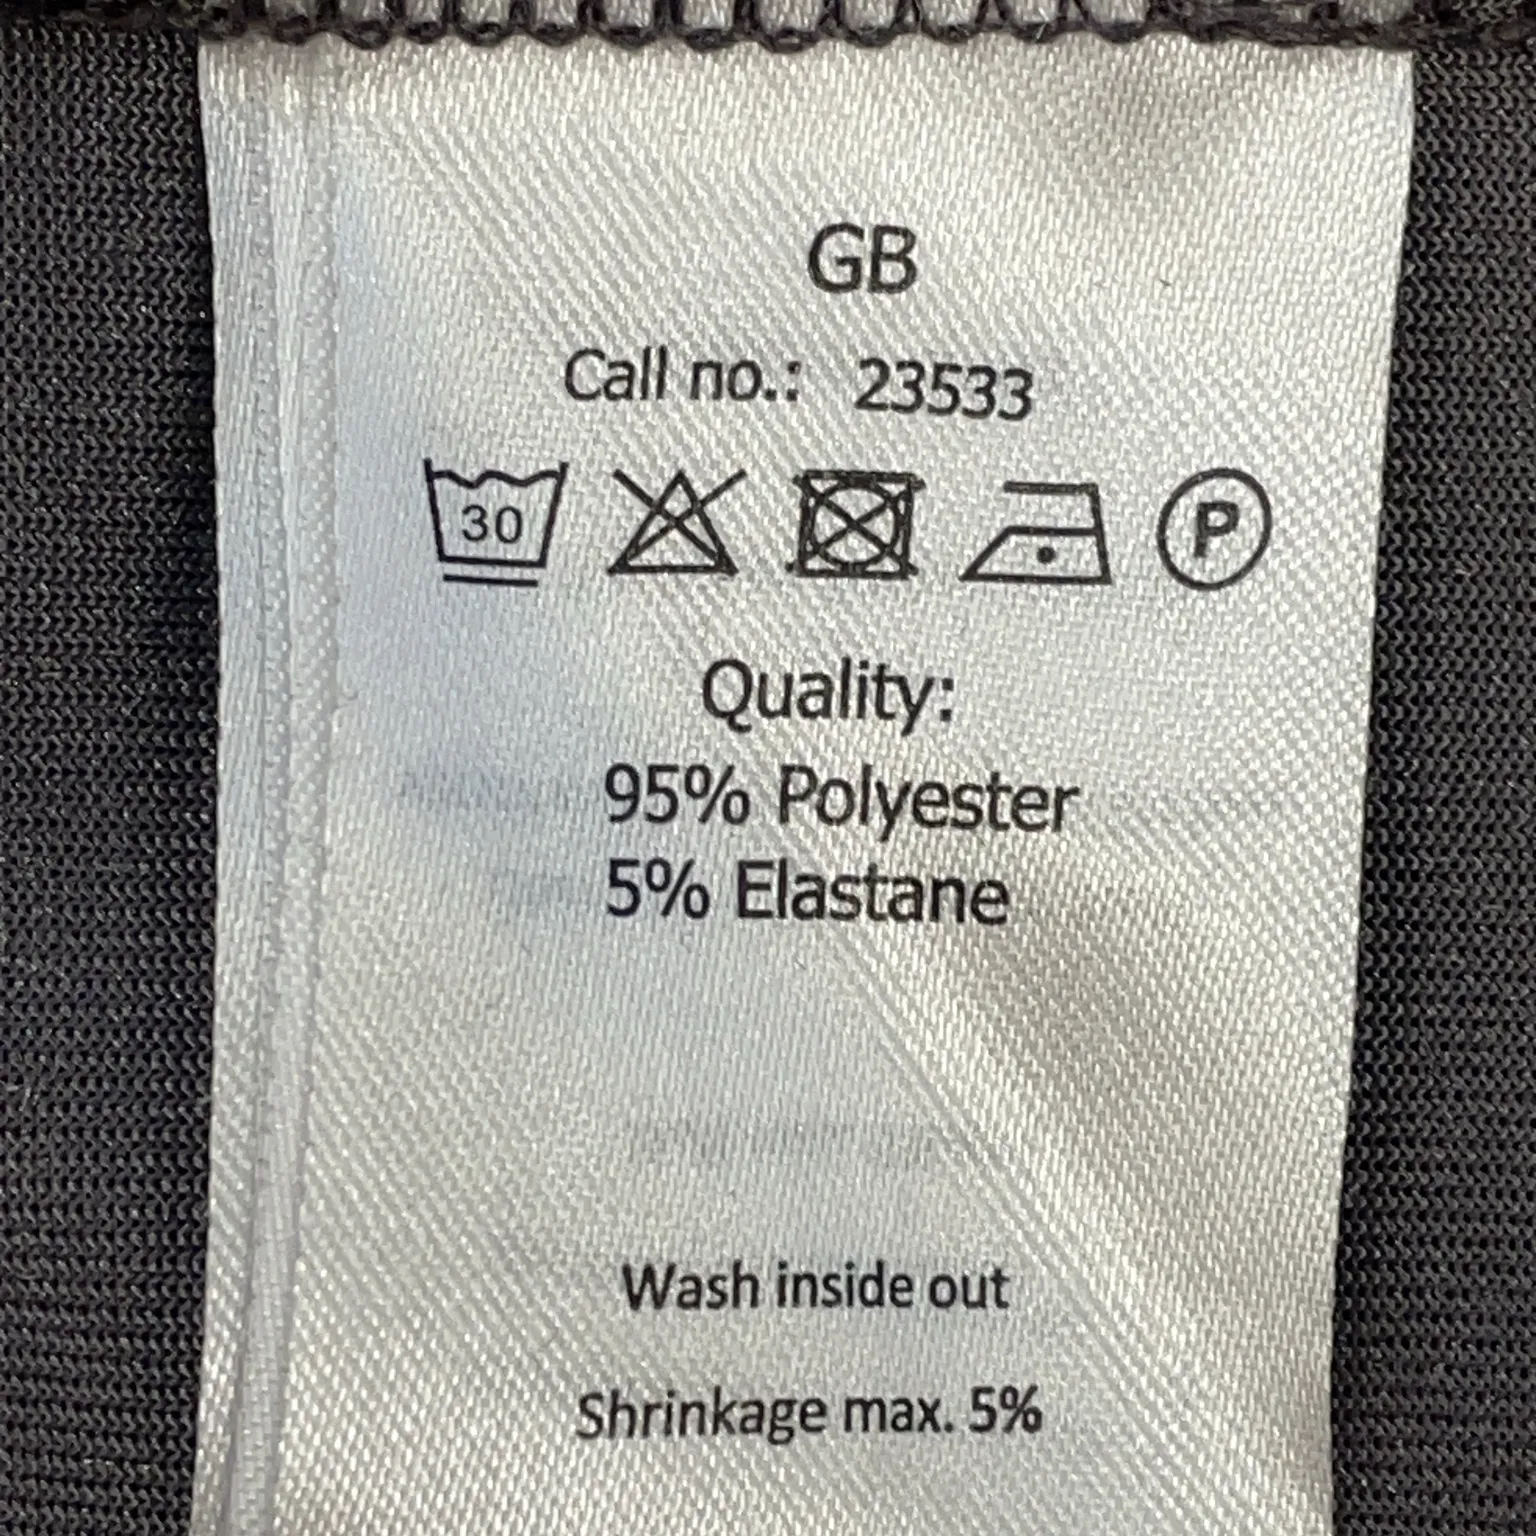 GB
Call no.: 23533
30 P
Quality:
95% Polyester
5% Elastane
Wash inside out
Shrinkage max. 5%